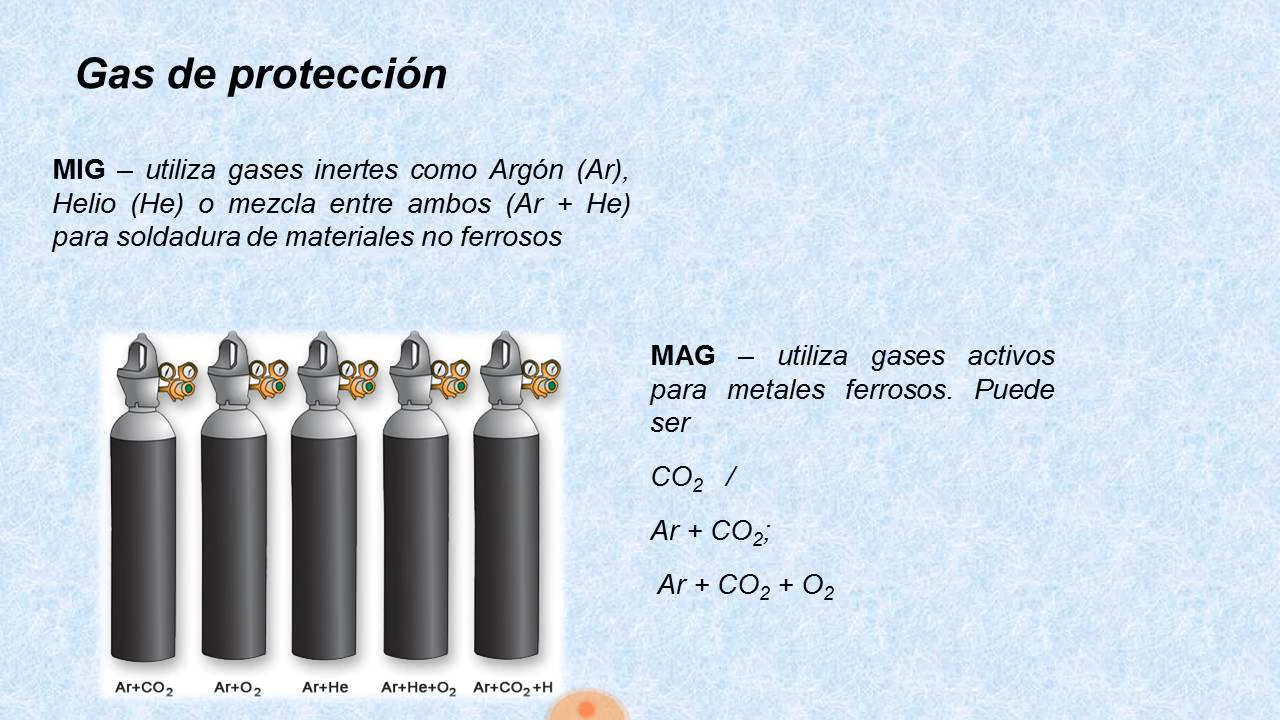 Gas de protección
MIG – utiliza gases inertes como Argón (Ar),
Helio (He) o mezcla entre ambos (Ar + He)
para soldadura de materiales no ferrosos
MAG – utiliza gases activos
para metales ferrosos. Puede
ser
CO₂ /
Ar + CO₂;
Ar + CO₂ + O₂
Ar+CO₂ Ar+O₂ Ar+He Ar+He+O₂ Ar+CO₂+H